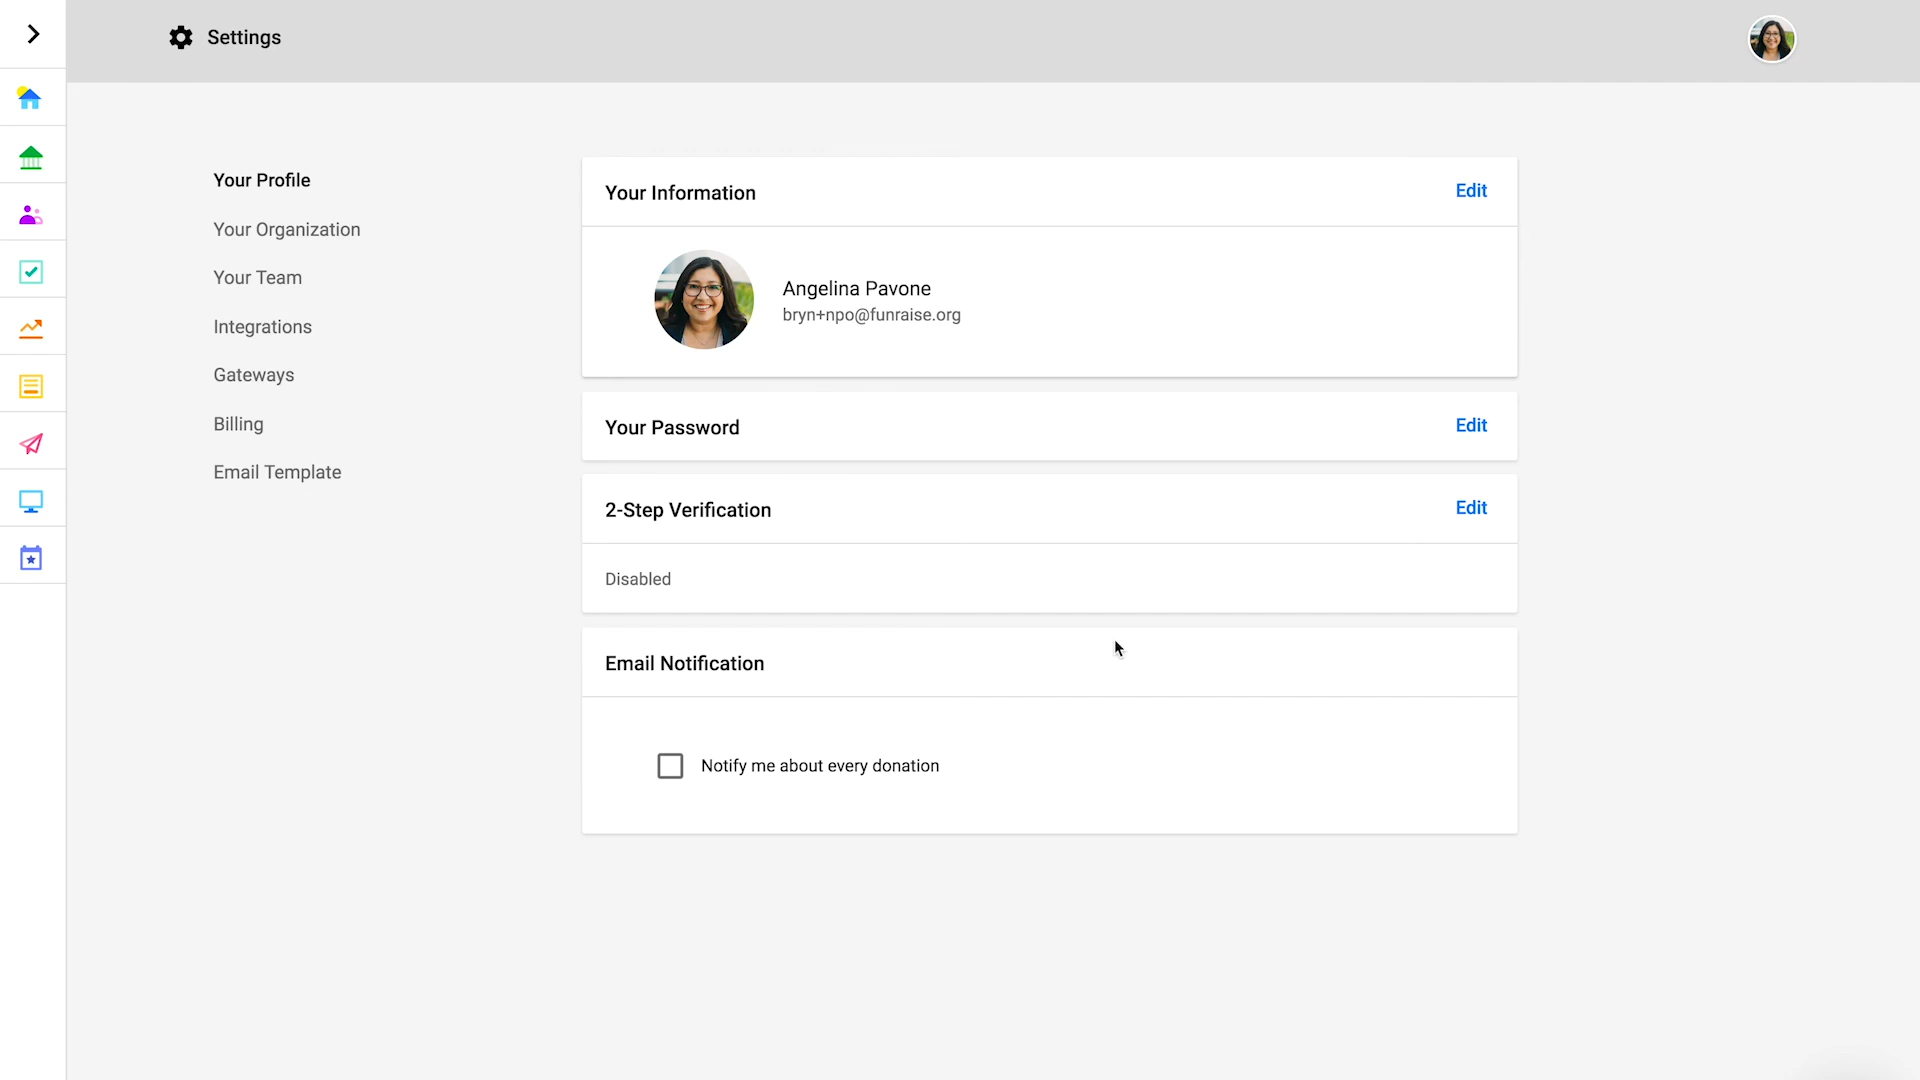 Settings
Your Profile
Your Organization
Your Team
Integrations
Gateways
Billing
Email Template
Your Information
Edit
Angelina Pavone
bryn+npo@funraise.org
Your Password
Edit
2-Step Verification
Edit
Disabled
Email Notification
Notify me about every donation